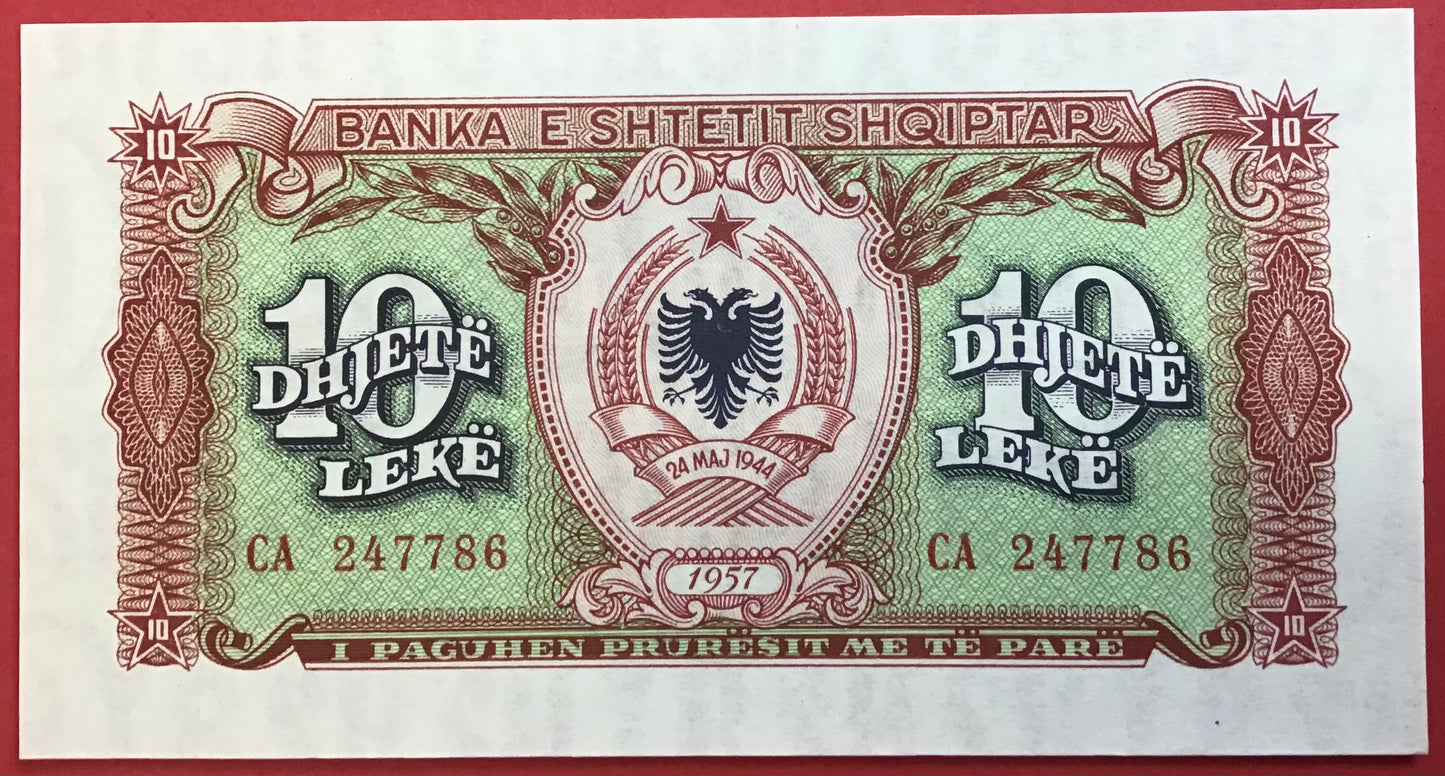 BANKA E SHTETIT SHQIPTAR
10
10
10
DHJETË
LEKË
10
DHJETË
LEKË
24 MAJ 1944
CA 247786
CA 247786
1957
10
10
I PAGUHEN PRURËSIT ME TË PARË